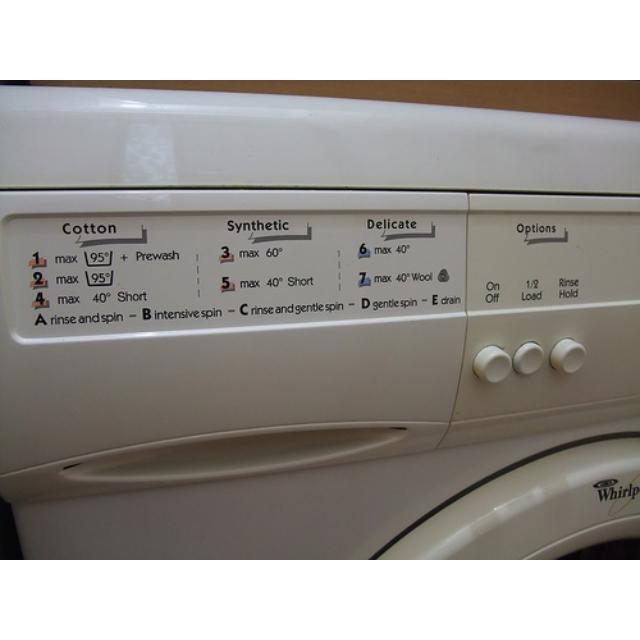 Cotton
1 max 95° + Prewash
2 max 95°
4 max 40° Short
Synthetic
3 max 60°
5 max 40° Short
Delicate
6 max 40°
7 max 40° Wool
A rinse and spin – B intensive spin – C rinse and gentle spin – D gentle spin – E drain
Options
On Off
1/2 Load
Rinse Hold
Whirlp